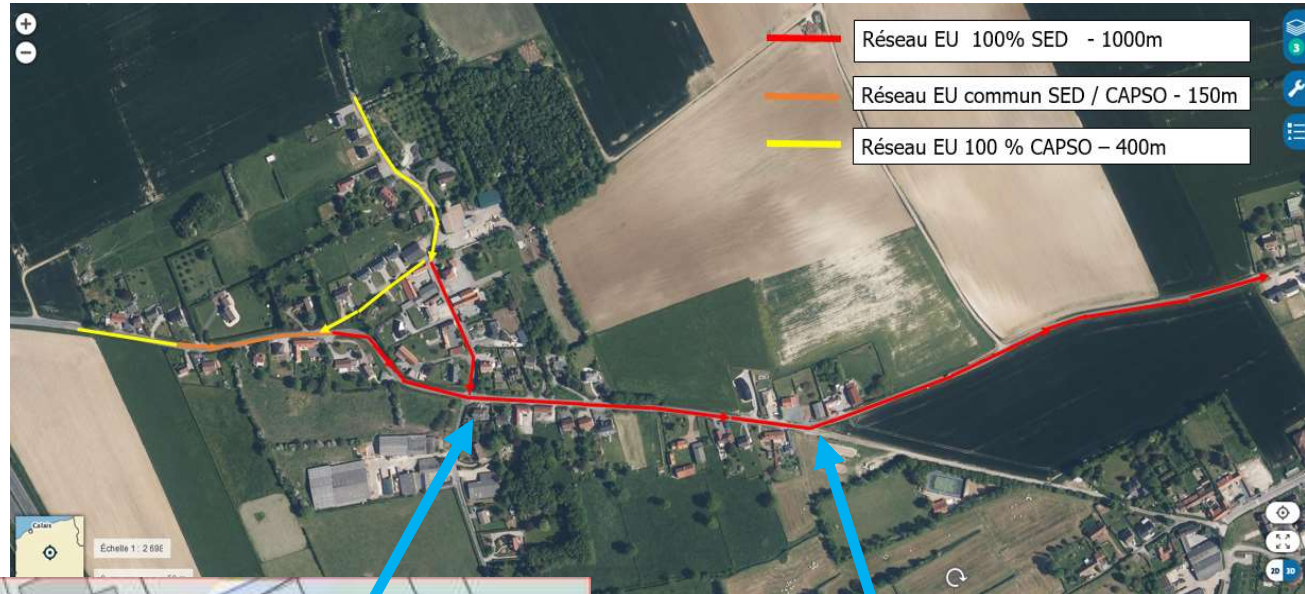 Réseau EU 100% SED - 1000m
Réseau EU commun SED / CAPSO - 150m
Réseau EU 100 % CAPSO – 400m
3
Calais
Échelle 1 : 2 698
2D 3D